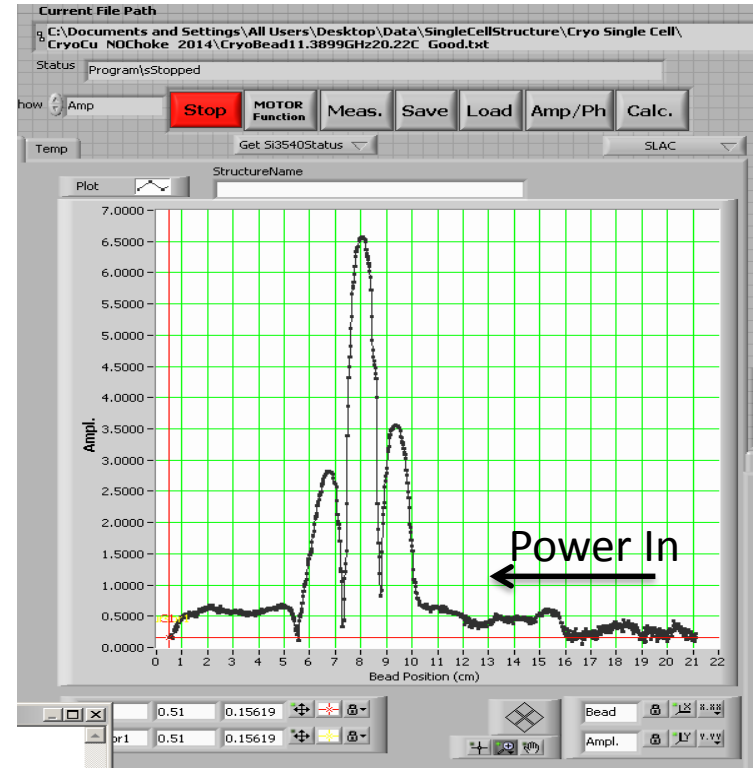 Current File Path
C:\Documents and Settings\All Users\Desktop\Data\SingleCellStructure\Cryo Single Cell\
CryoCu NOChoke 2014\CryoBead11.3899GHz20.22C Good.txt
Status Program\sStopped
how Amp Stop MOTOR Function Meas. Save Load Amp/Ph Calc.
Temp Get Si3540Status SLAC
StructureName
Plot
7.0000
6.5000
6.0000
5.5000
5.0000
4.5000
4.0000
3.5000
3.0000
2.5000
2.0000
1.5000
1.0000
0.5000
0.0000
Ampl.
Power In
0 1 2 3 4 5 6 7 8 9 10 11 12 13 14 15 16 17 18 19 20 21 22
Bead Position (cm)
0.51 0.15619 Bead X X.XX
or1 0.51 0.15619 Ampl. Y Y.YY